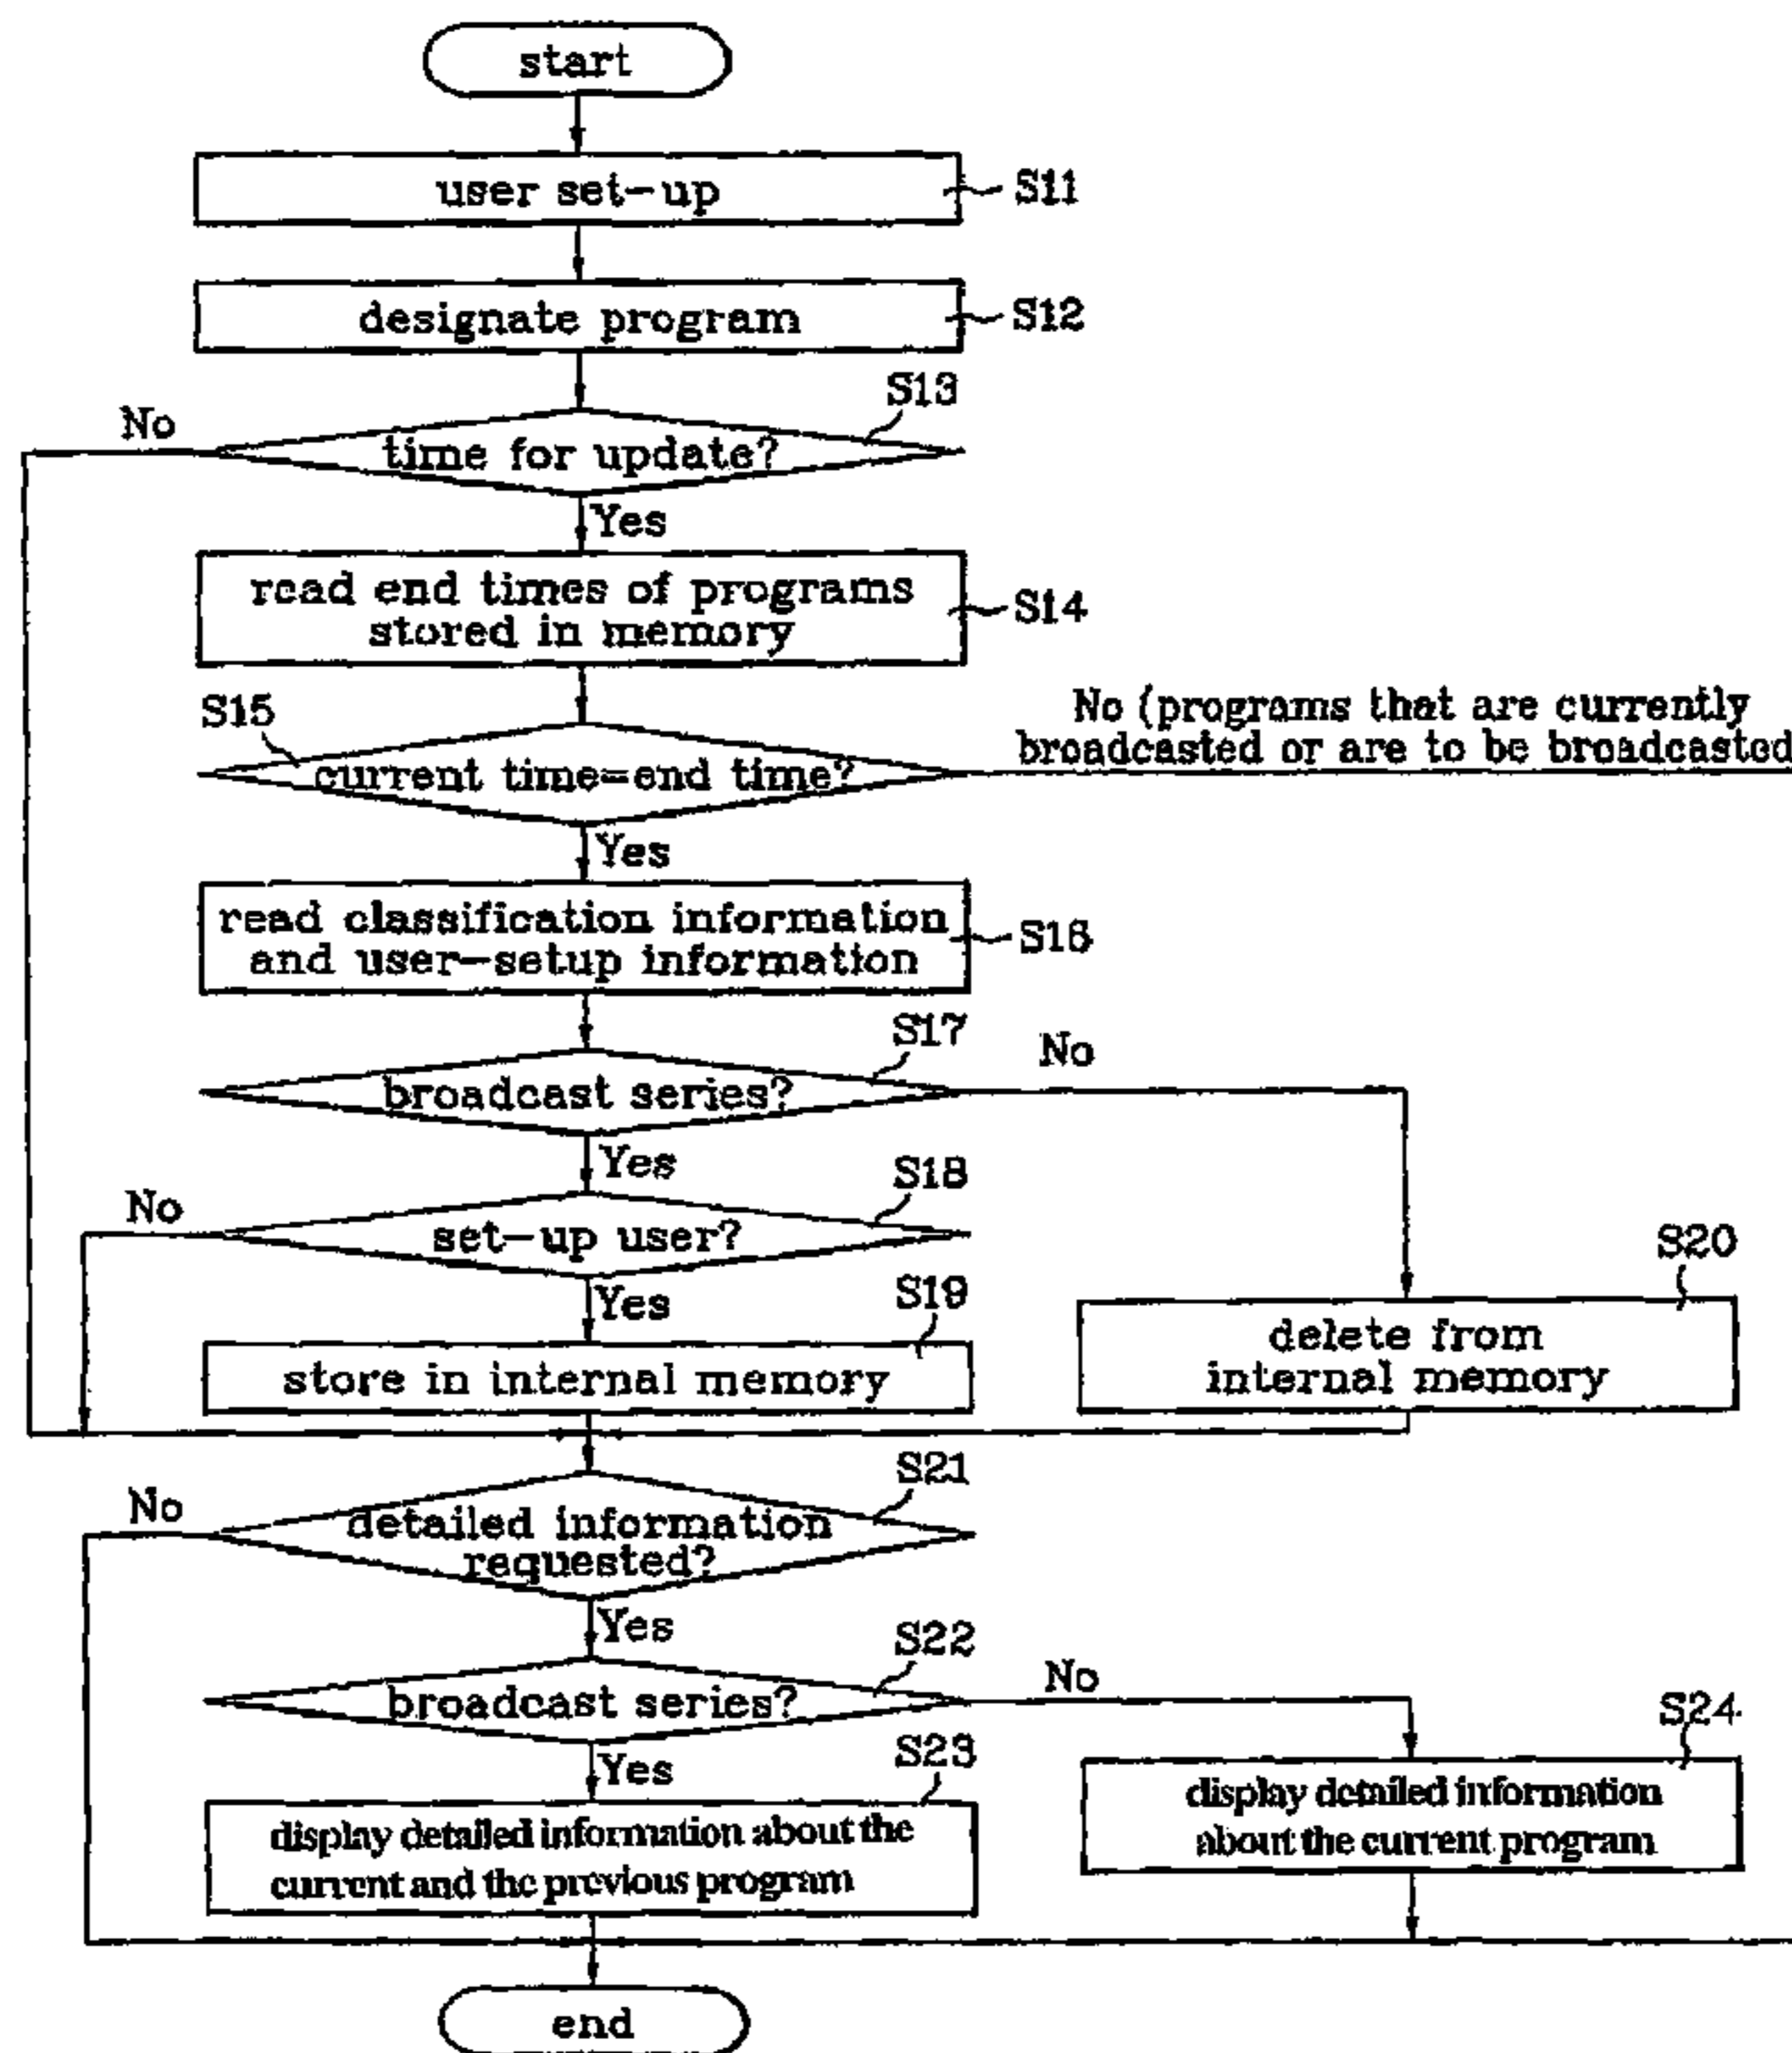 start
user set-up
S11
designate program
S12
S13
No
time for update?
Yes
read end times of programs
stored in memory
S14
S15
No (programs that are currently
broadcasted or are to be broadcasted
current time=end time?
Yes
read classification information
and user-setup information
S16
S17
No
broadcast series?
Yes
S18
No
set-up user?
Yes
S19
store in internal memory
S20
delete from
internal memory
S21
No
detailed information
requested?
Yes
S22
No
broadcast series?
Yes
S23
display detailed information about the
current and the previous program
S24
display detailed information
about the current program
end